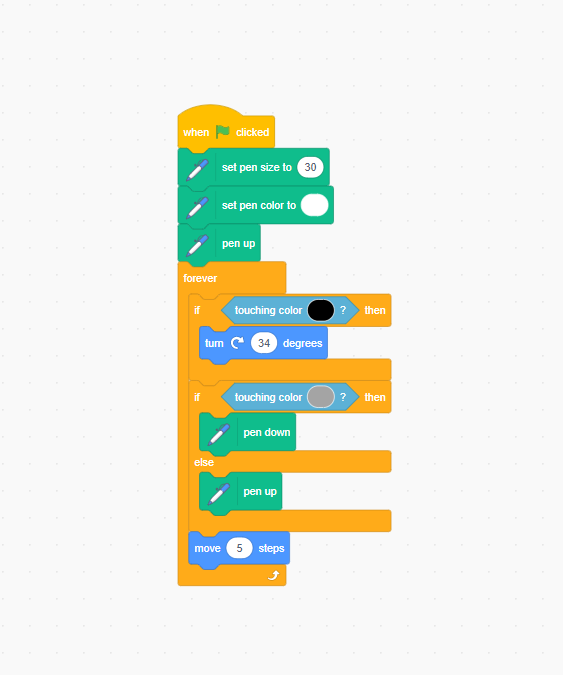 when clicked
set pen size to 30
set pen color to
pen up
forever
if touching color ? then
turn 34 degrees
if touching color ? then
pen down
else
pen up
move 5 steps